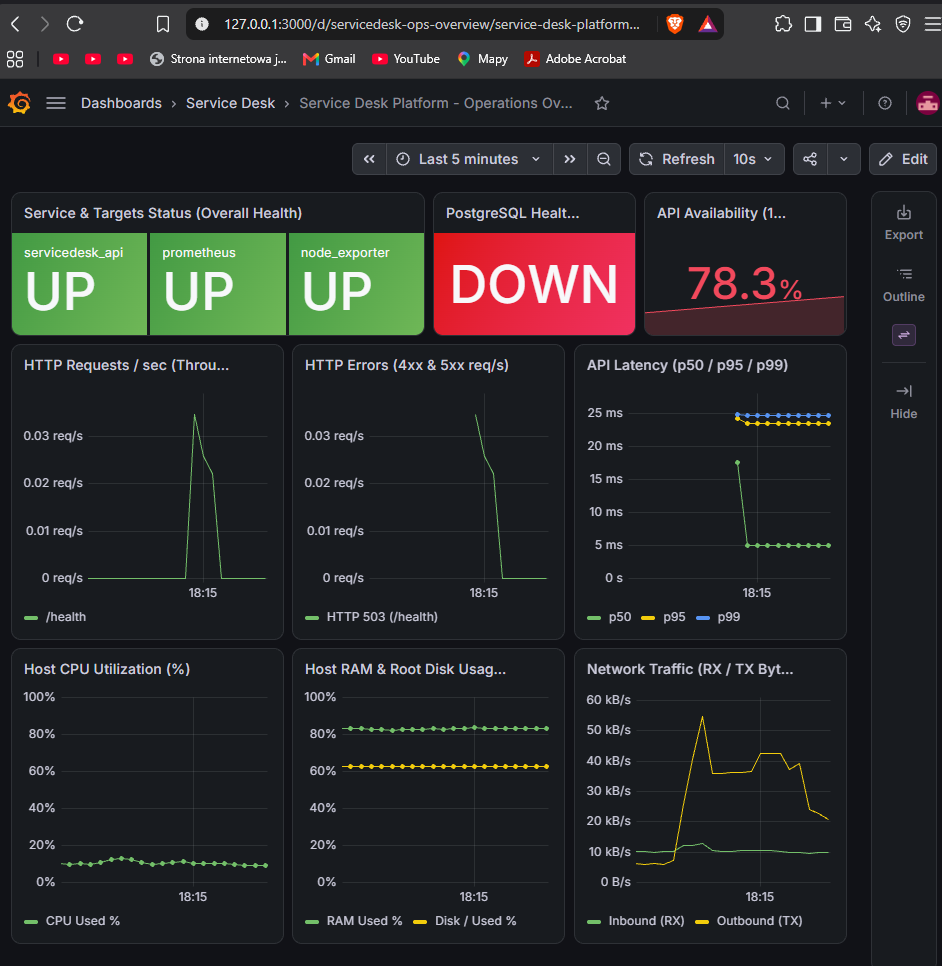 127.0.0.1:3000/d/servicedesk-ops-overview/service-desk-platform...
Strona internetowa j... Gmail YouTube Mapy Adobe Acrobat
Dashboards › Service Desk › Service Desk Platform - Operations Ov...
Last 5 minutes Refresh 10s Edit
Service & Targets Status (Overall Health)
servicedesk_api
UP
prometheus
UP
node_exporter
UP
PostgreSQL Healt...
DOWN
API Availability (1...
78.3%
Export
Outline
Hide
HTTP Requests / sec (Throu...
0.03 req/s
0.02 req/s
0.01 req/s
0 req/s
18:15
/health
HTTP Errors (4xx & 5xx req/s)
0.03 req/s
0.02 req/s
0.01 req/s
0 req/s
18:15
HTTP 503 (/health)
API Latency (p50 / p95 / p99)
25 ms
20 ms
15 ms
10 ms
5 ms
0 s
18:15
p50 p95 p99
Host CPU Utilization (%)
100%
80%
60%
40%
20%
0%
18:15
CPU Used %
Host RAM & Root Disk Usag...
100%
80%
60%
40%
20%
0%
18:15
RAM Used % Disk / Used %
Network Traffic (RX / TX Byt...
60 kB/s
50 kB/s
40 kB/s
30 kB/s
20 kB/s
10 kB/s
0 B/s
18:15
Inbound (RX) Outbound (TX)